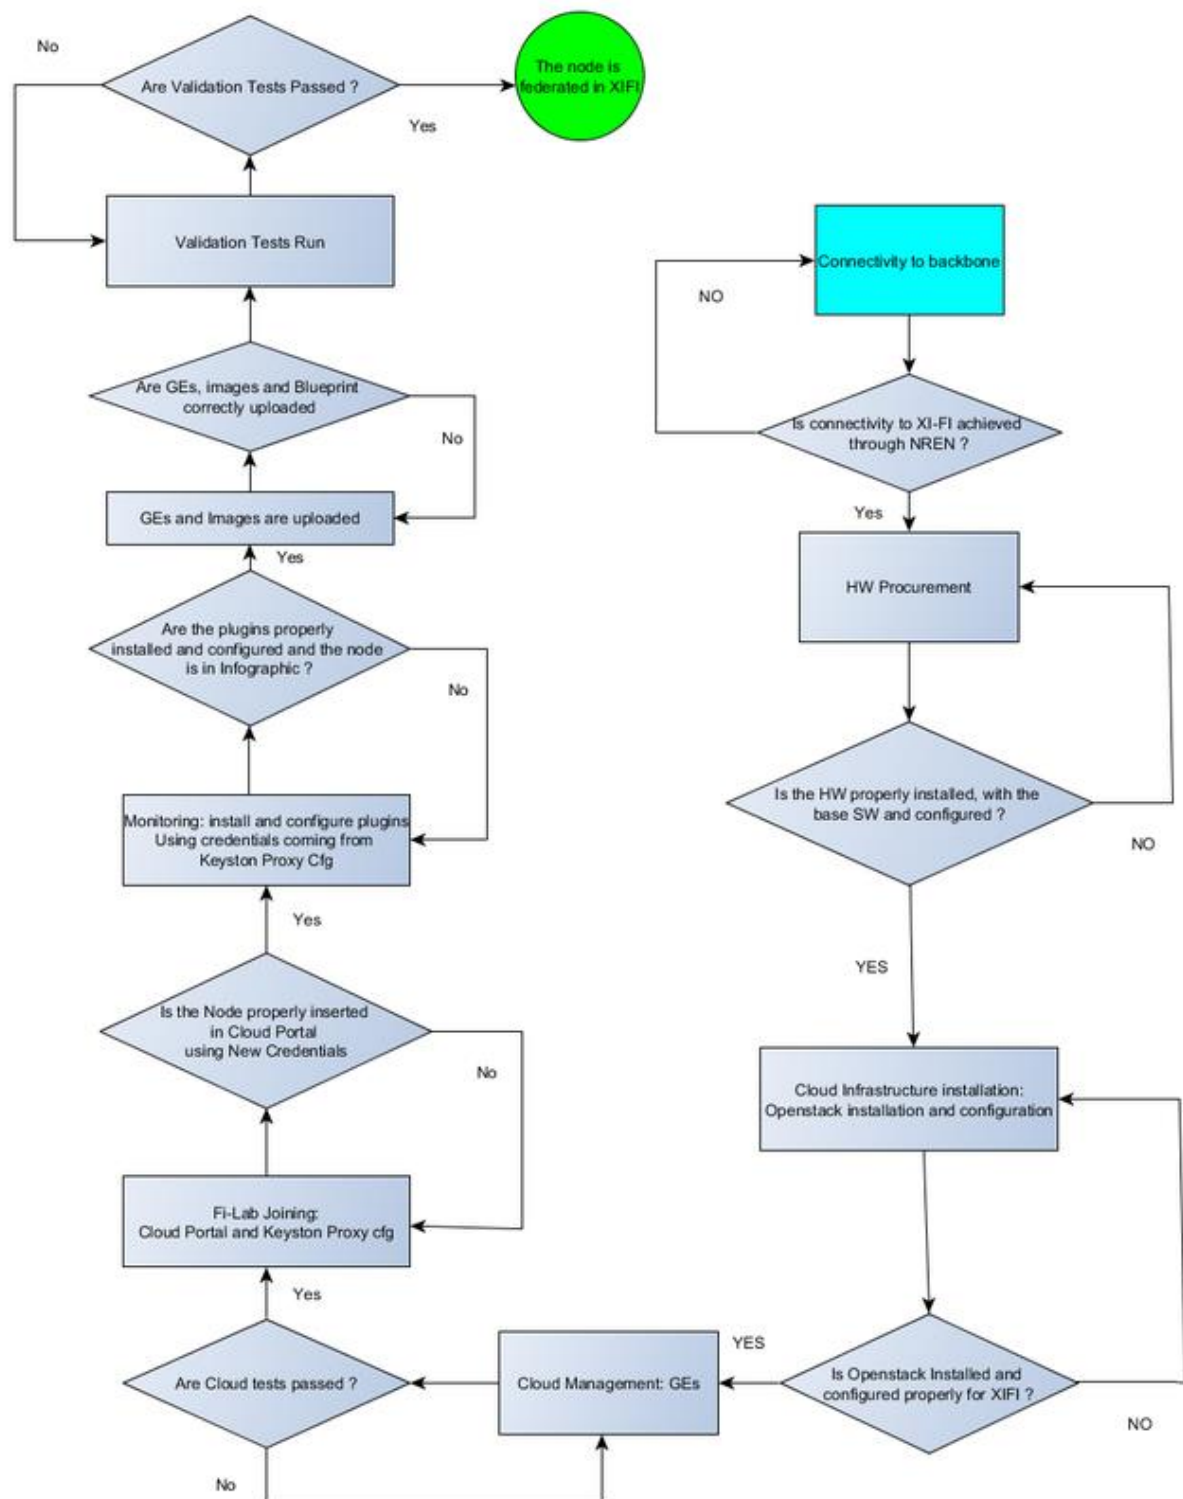 No
Are Validation Tests Passed ?
Yes
The node is
federated in XIFI
Validation Tests Run
Connectivity to backbone
NO
Are GEs, images and Blueprint
correctly uploaded
No
Is connectivity to XI-FI achieved
through NREN ?
Yes
GEs and Images are uploaded
Yes
HW Procurement
Are the plugins properly
installed and configured and the node
is in Infographic ?
No
Is the HW properly installed, with the
base SW and configured ?
NO
Monitoring: install and configure plugins
Using credentials coming from
Keyston Proxy Cfg
Yes
YES
Is the Node properly inserted
in Cloud Portal
using New Credentials
No
Cloud Infrastructure installation:
Openstack installation and configuration
Fi-Lab Joining:
Cloud Portal and Keyston Proxy cfg
Yes
Are Cloud tests passed ?
No
Cloud Management: GEs
YES
Is Openstack Installed and
configured properly for XIFI ?
NO